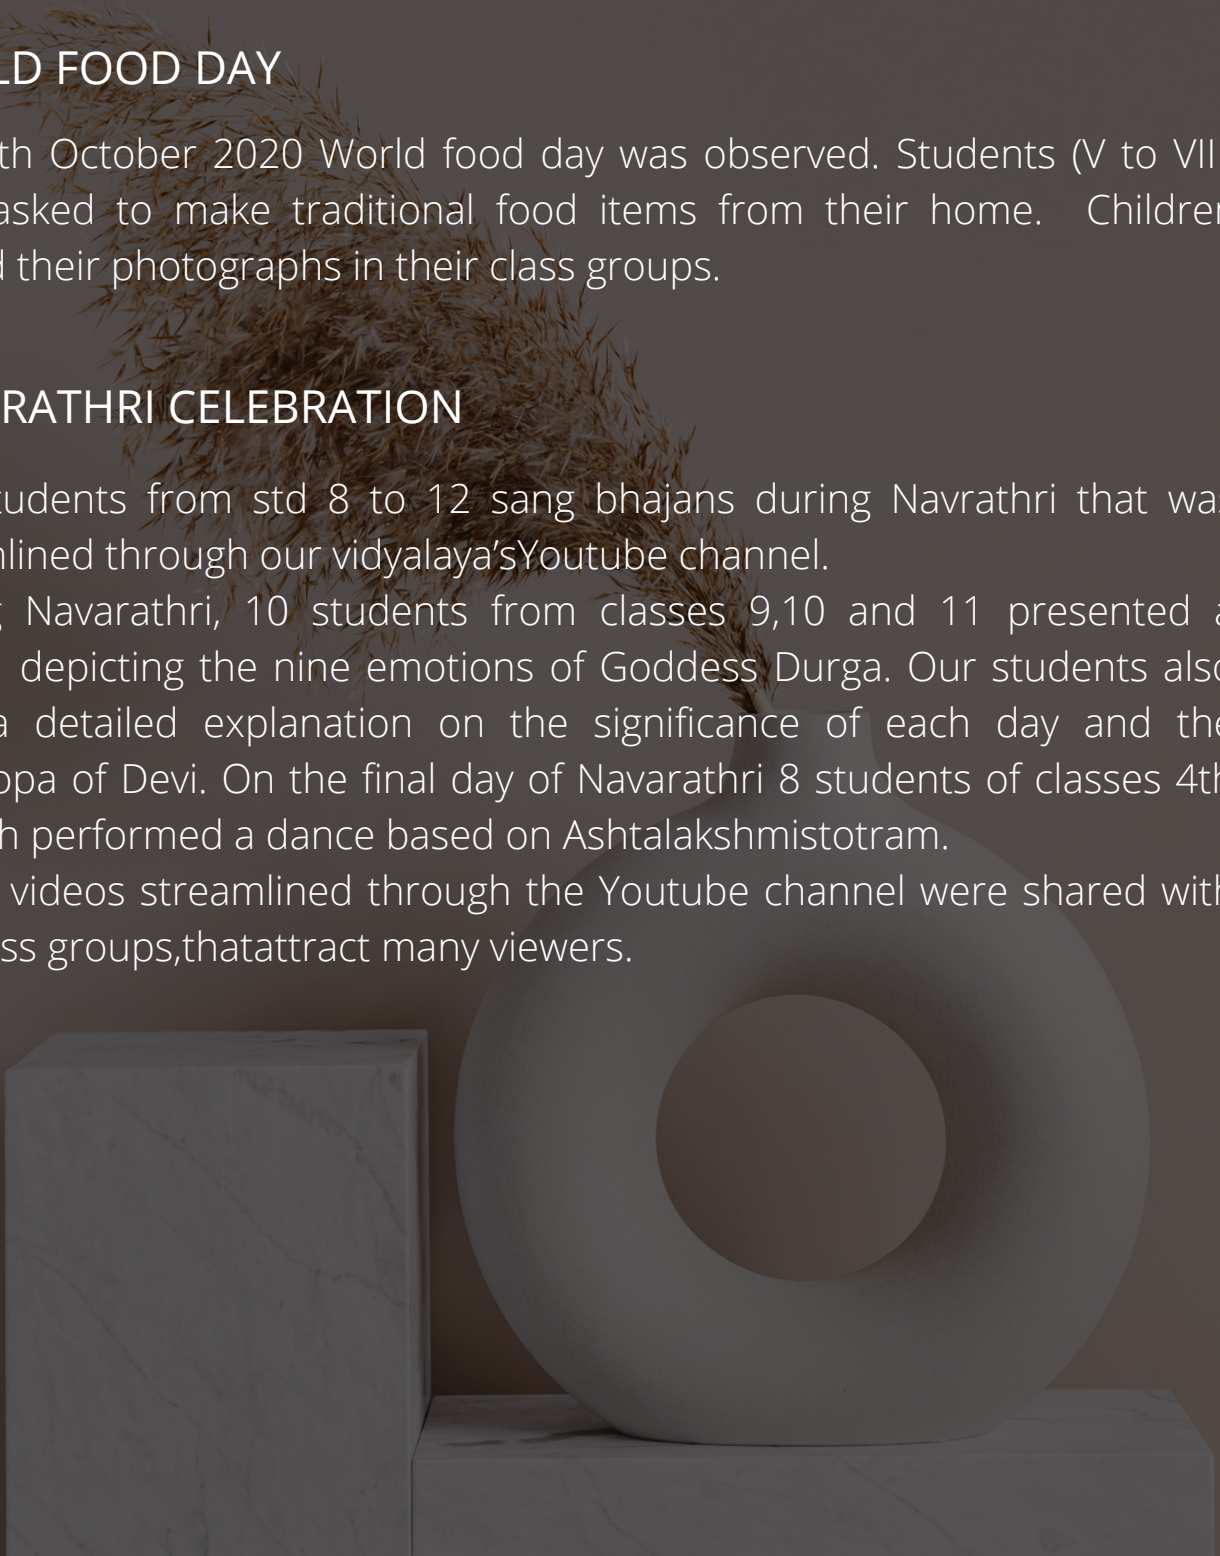 LD FOOD DAY
th October 2020 World food day was observed. Students (V to VII
asked to make traditional food items from their home. Children
d their photographs in their class groups.
RATHRI CELEBRATION
tudents from std 8 to 12 sang bhajans during Navrathri that was
lined through our vidyalaya’sYoutube channel.
g Navarathri, 10 students from classes 9,10 and 11 presented a
depicting the nine emotions of Goddess Durga. Our students also
a detailed explanation on the significance of each day and the
opa of Devi. On the final day of Navarathri 8 students of classes 4th
h performed a dance based on Ashtalakshmistotram.
videos streamlined through the Youtube channel were shared with
ss groups,thatattract many viewers.